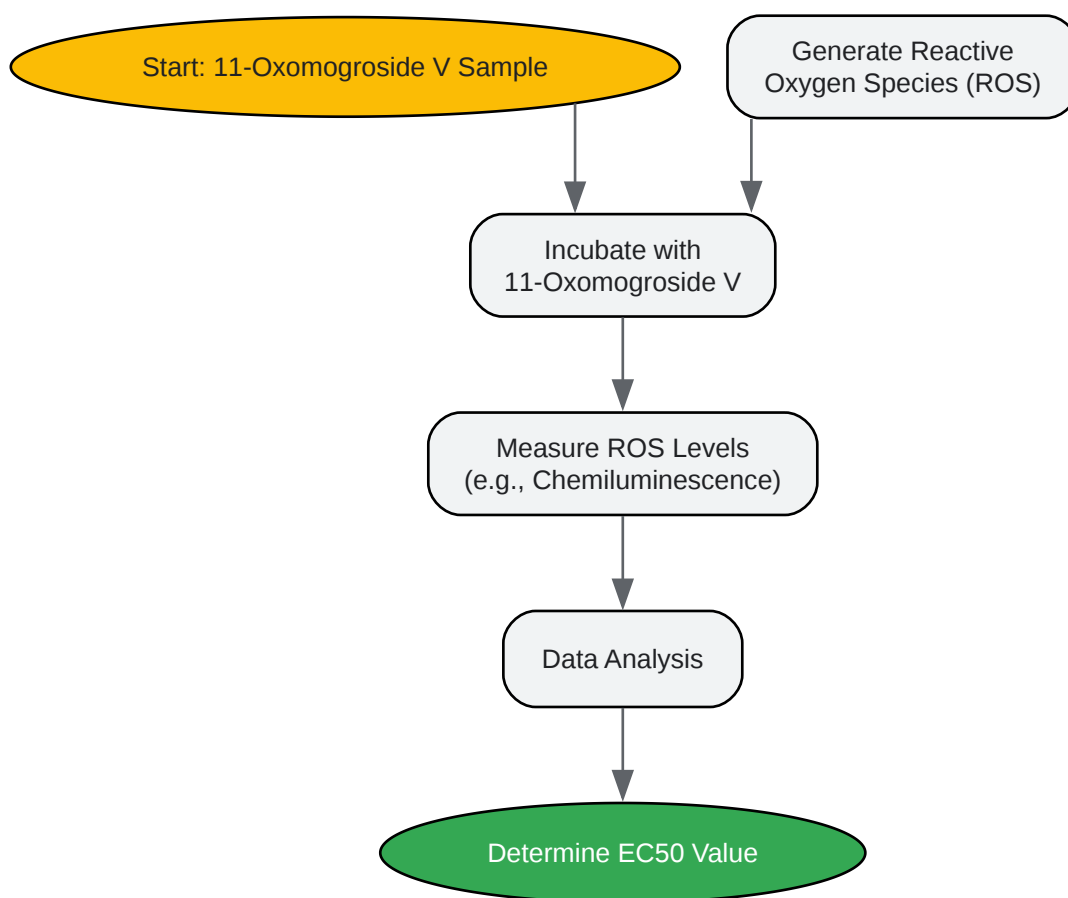 Start: 11-Oxomogroside V Sample
Generate Reactive
Oxygen Species (ROS)
Incubate with
11-Oxomogroside V
Measure ROS Levels
(e.g., Chemiluminescence)
Data Analysis
Determine EC50 Value